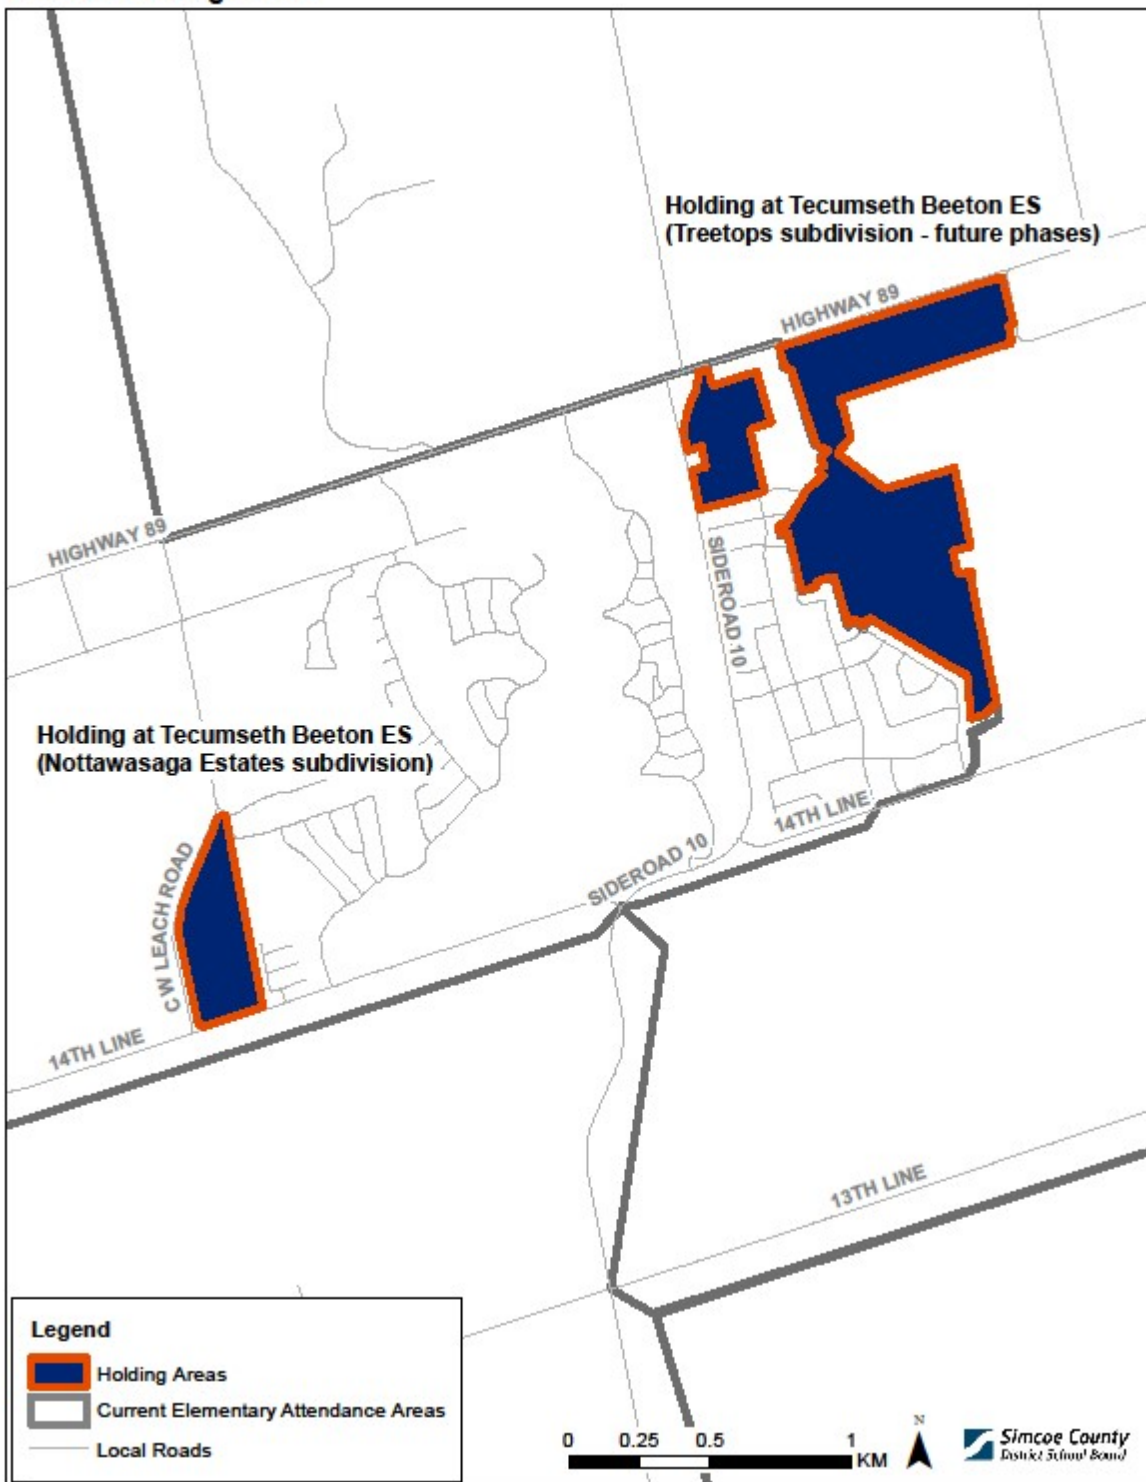 Holding at Tecumseth Beeton ES
(Treetops subdivision - future phases)
HIGHWAY 89
HIGHWAY 89
SIDEROAD 10
Holding at Tecumseth Beeton ES
(Nottawasaga Estates subdivision)
14TH LINE
SIDEROAD 10
C W LEACH ROAD
14TH LINE
13TH LINE
Legend
Holding Areas
Current Elementary Attendance Areas
Local Roads
0 0.25 0.5 1
KM
N
Simcoe County
District School Board